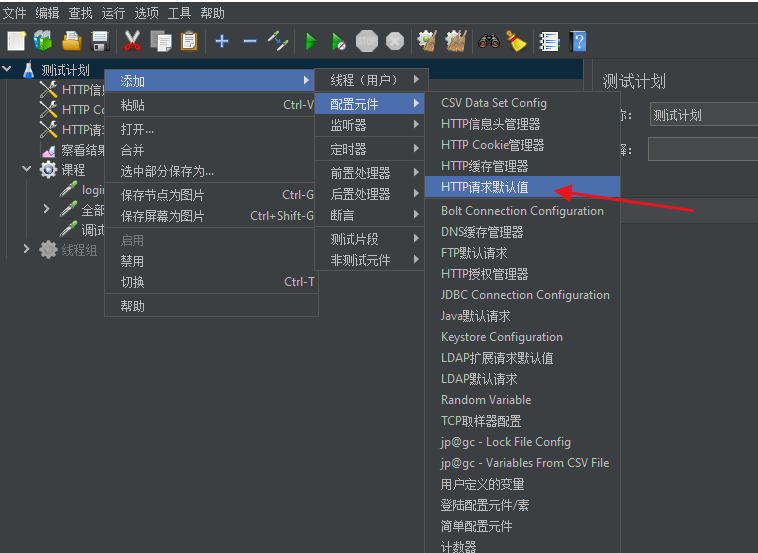 文件 编辑 查找 运行 选项 工具 帮助
测试计划
HTTP信息
HTTP Co
HTTP请
察看结果
课程
login
全部
调试
线程组
添加
粘贴 Ctrl-V
打开...
合并
选中部分保存为...
保存节点为图片 Ctrl-G
保存屏幕为图片 Ctrl+Shift-G
启用
禁用
切换 Ctrl-T
帮助
线程（用户）
配置元件
监听器
定时器
前置处理器
后置处理器
断言
测试片段
非测试元件
CSV Data Set Config
HTTP信息头管理器
HTTP Cookie管理器
HTTP缓存管理器
HTTP请求默认值
Bolt Connection Configuration
DNS缓存管理器
FTP默认请求
HTTP授权管理器
JDBC Connection Configuration
Java默认请求
Keystore Configuration
LDAP扩展请求默认值
LDAP默认请求
Random Variable
TCP取样器配置
jp@gc - Lock File Config
jp@gc - Variables From CSV File
用户定义的变量
登陆配置元件/素
简单配置元件
计数器
测试计划
称： 测试计划